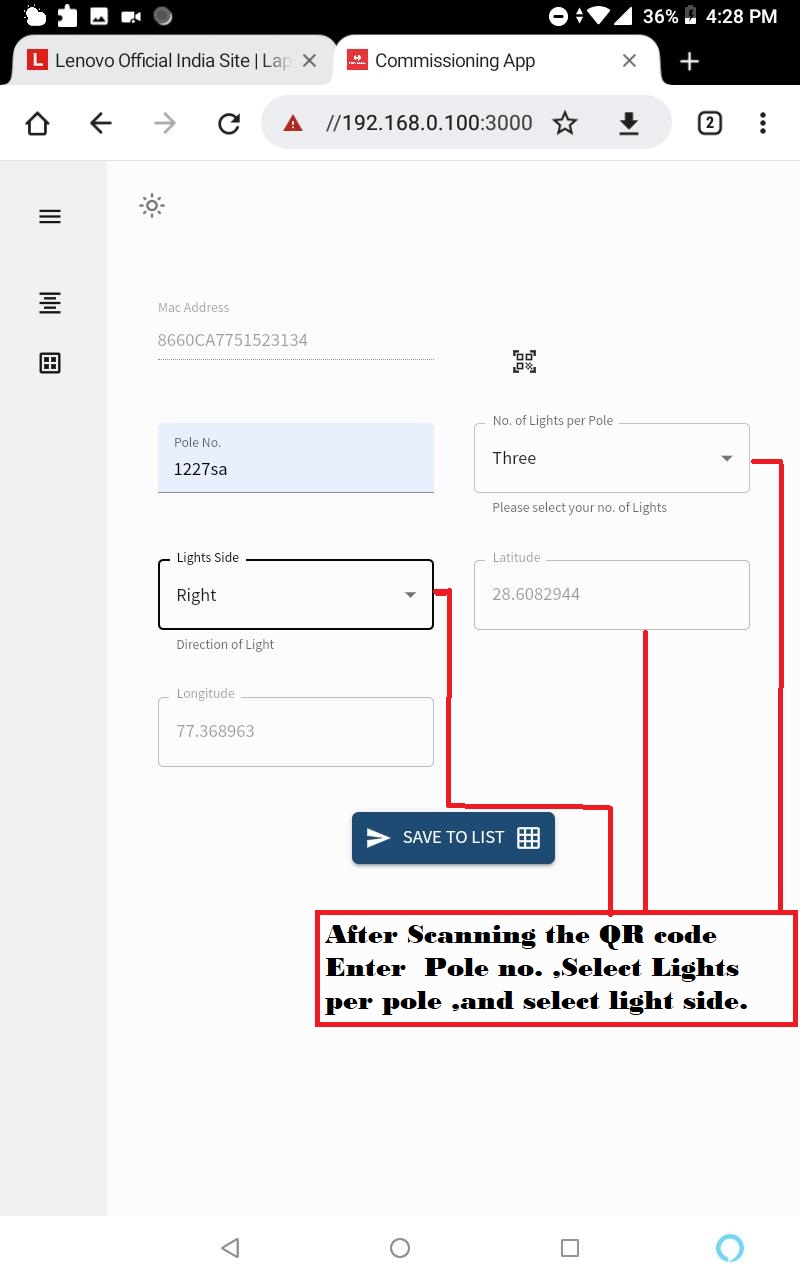 36% 4:28 PM
Lenovo Official India Site | Lap
Commissioning App
//192.168.0.100:3000
2
Mac Address
8660CA7751523134
Pole No.
1227sa
No. of Lights per Pole
Three
Please select your no. of Lights
Lights Side
Right
Direction of Light
Latitude
28.6082944
Longitude
77.368963
SAVE TO LIST
After Scanning the QR code
Enter Pole no. ,Select Lights
per pole ,and select light side.